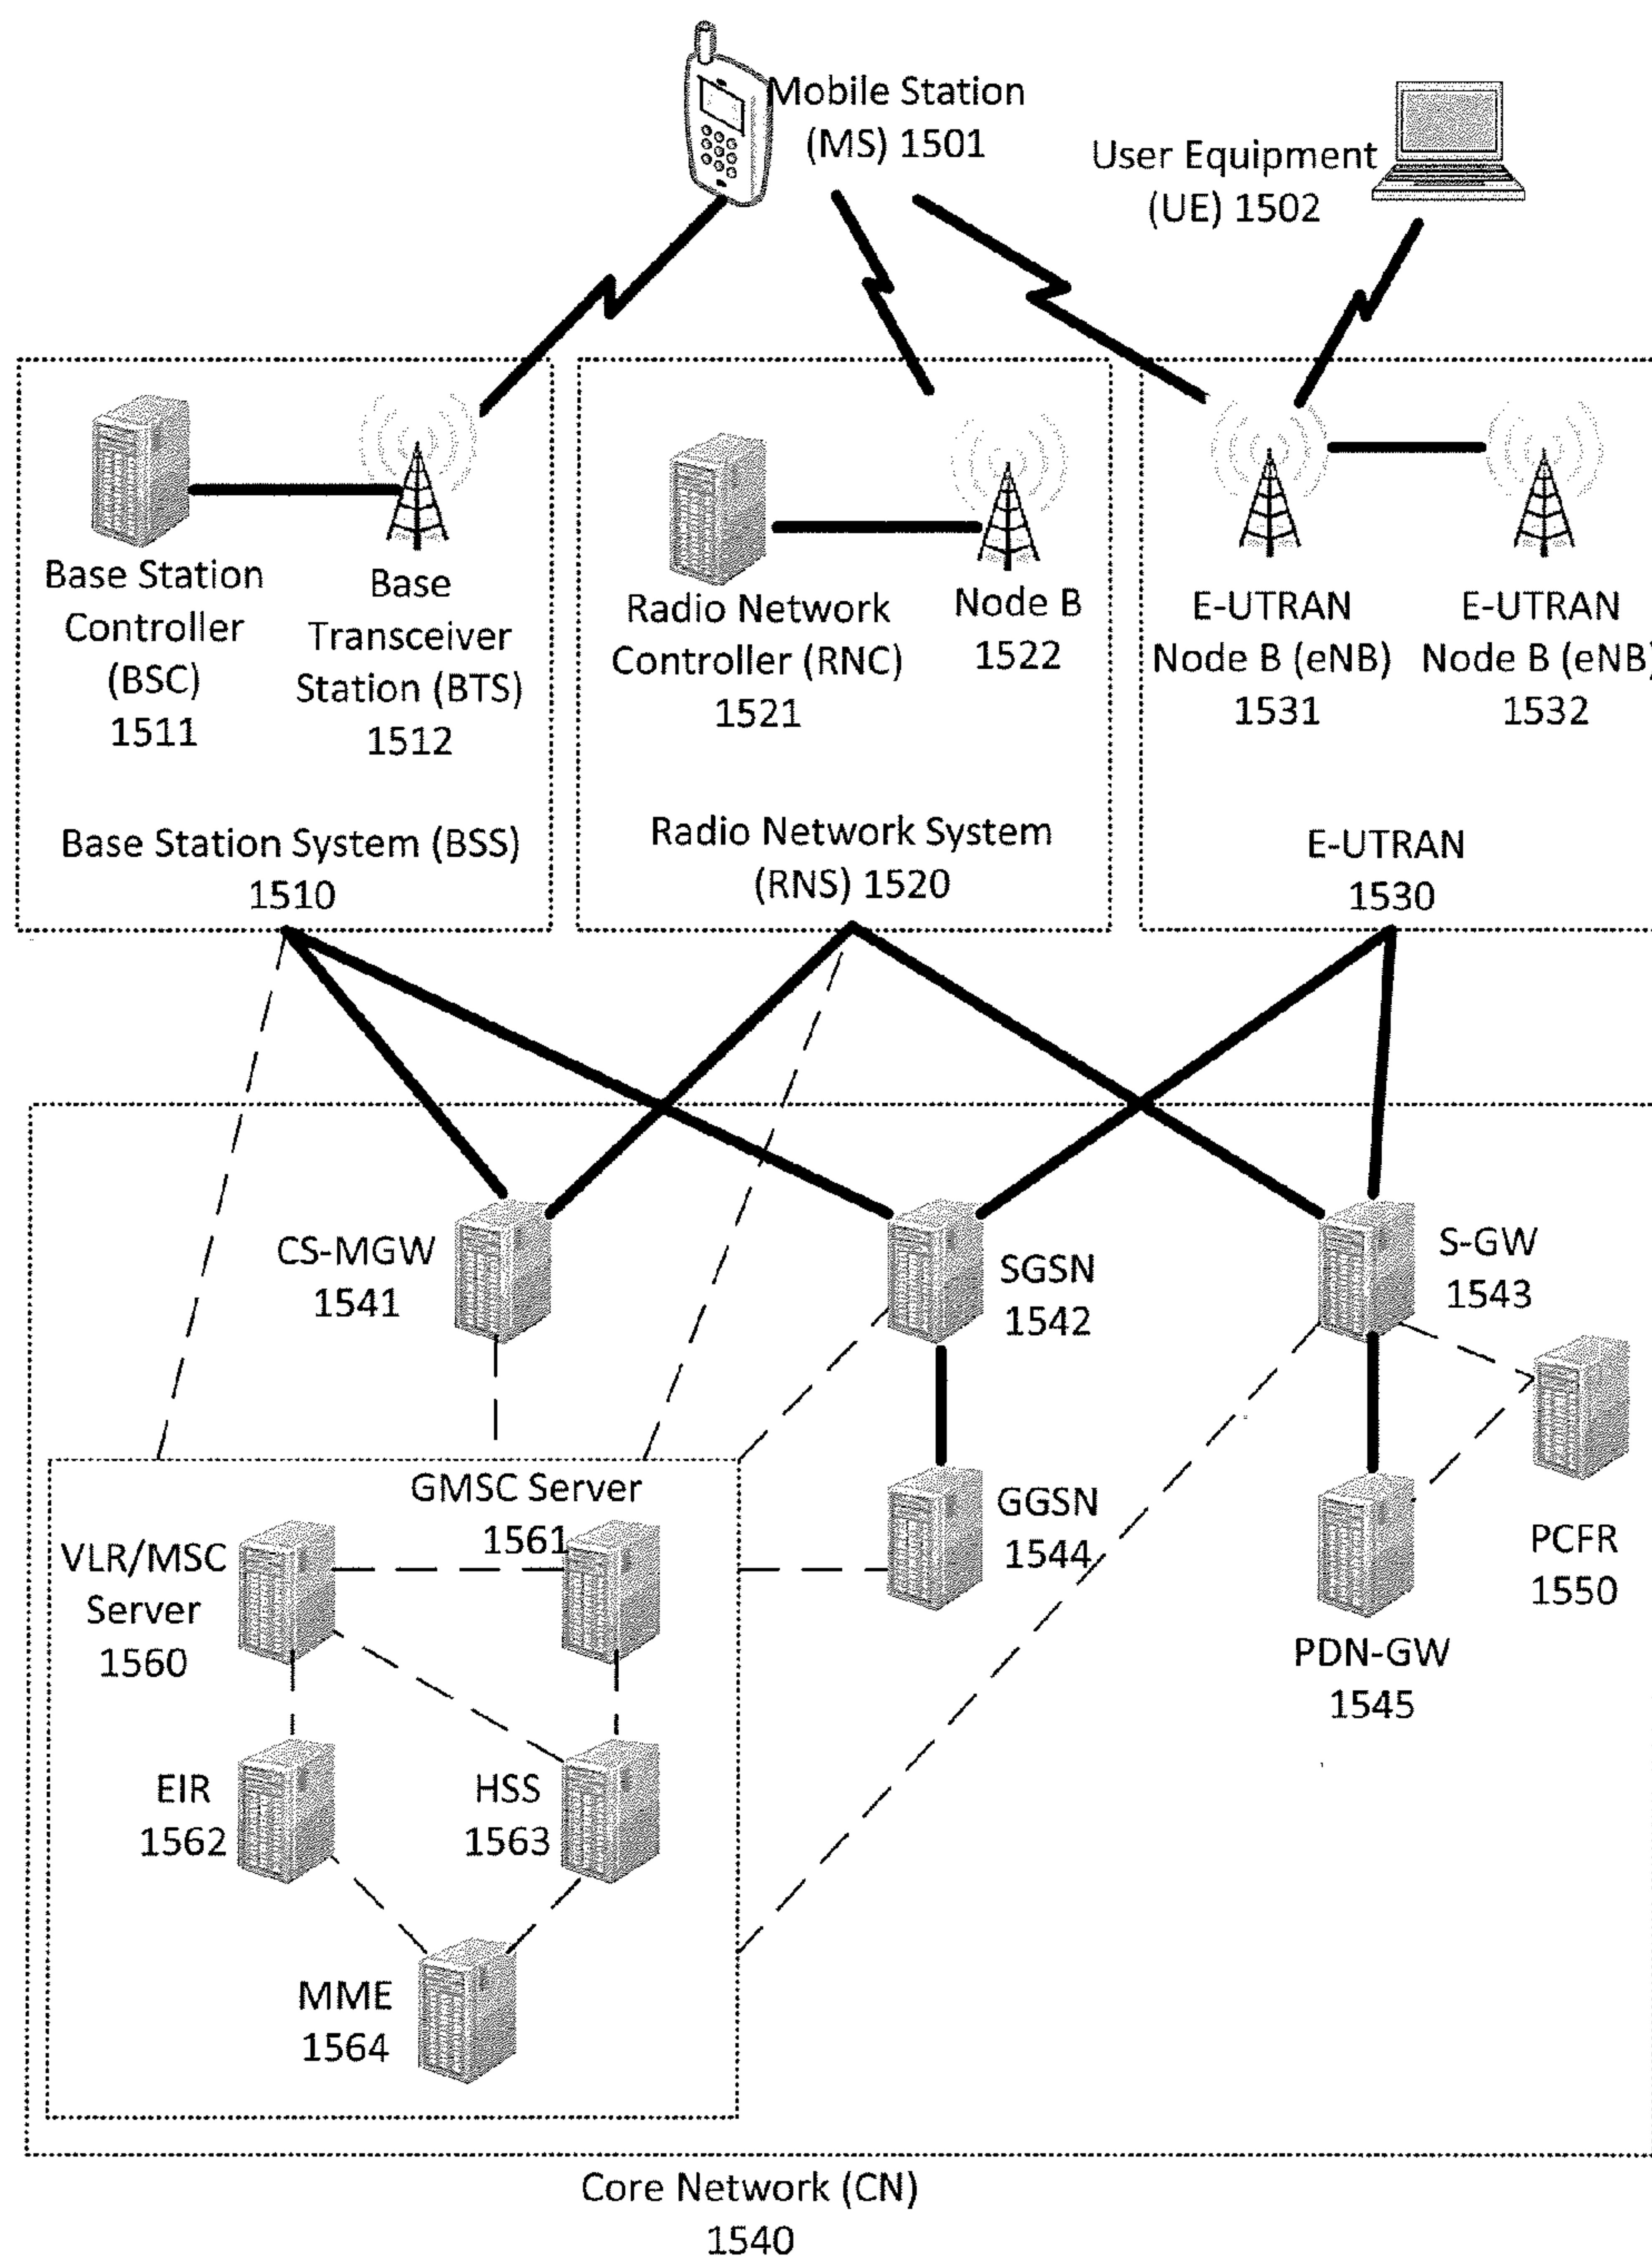 Mobile Station
(MS) 1501
User Equipment
(UE) 1502
Base Station
Controller
(BSC)
1511
Base
Transceiver
Station (BTS)
1512
Base Station System (BSS)
1510
Radio Network
Controller (RNC)
1521
Node B
1522
Radio Network System
(RNS) 1520
E-UTRAN
Node B (eNB)
1531
E-UTRAN
Node B (eNB)
1532
E-UTRAN
1530
CS-MGW
1541
SGSN
1542
S-GW
1543
GMSC Server
1561
VLR/MSC
Server
1560
GGSN
1544
PCFR
1550
PDN-GW
1545
EIR
1562
HSS
1563
MME
1564
Core Network (CN)
1540